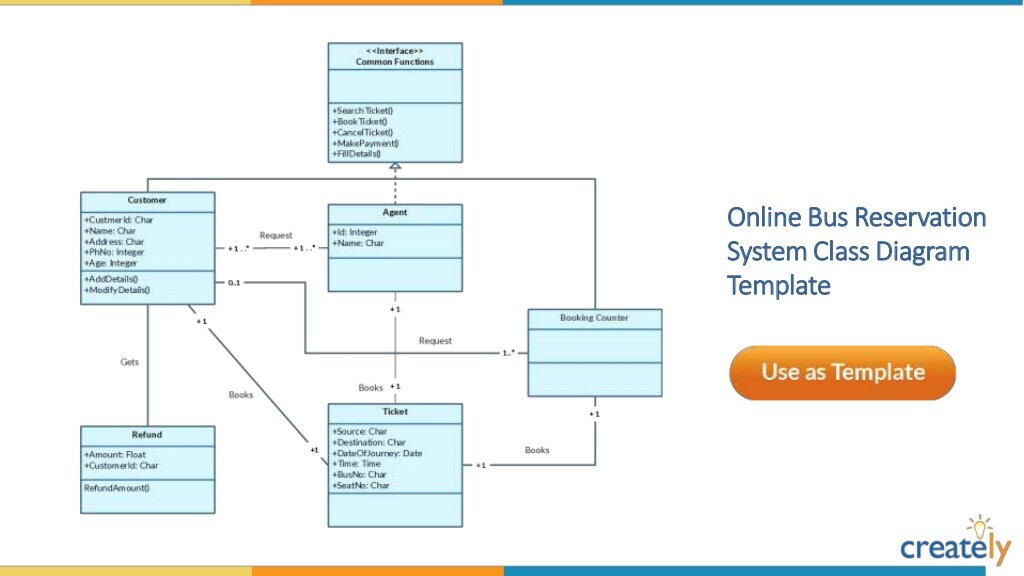 <<Interface>>
Common Functions
+SearchTicket()
+BookTicket()
+CancelTicket()
+MakePayment()
+FillDetails()
Customer
+CustmerId: Char
+Name: Char
+Address: Char
+PhNo: Integer
+Age: Integer
+AddDetails()
+ModifyDetails()
Request
+1..*
+1..*
Agent
+Id: Integer
+Name: Char
0..1
+1
+1
Request
1..*
Booking Counter
Gets
Books
Books
+1
+1
Refund
+Amount: Float
+CustomerId: Char
RefundAmount()
Ticket
+Source: Char
+Destination: Char
+DateOfJourney: Date
+Time: Time
+BusNo: Char
+SeatNo: Char
+1
+1
Books
Online Bus Reservation
System Class Diagram
Template
Use as Template
creately